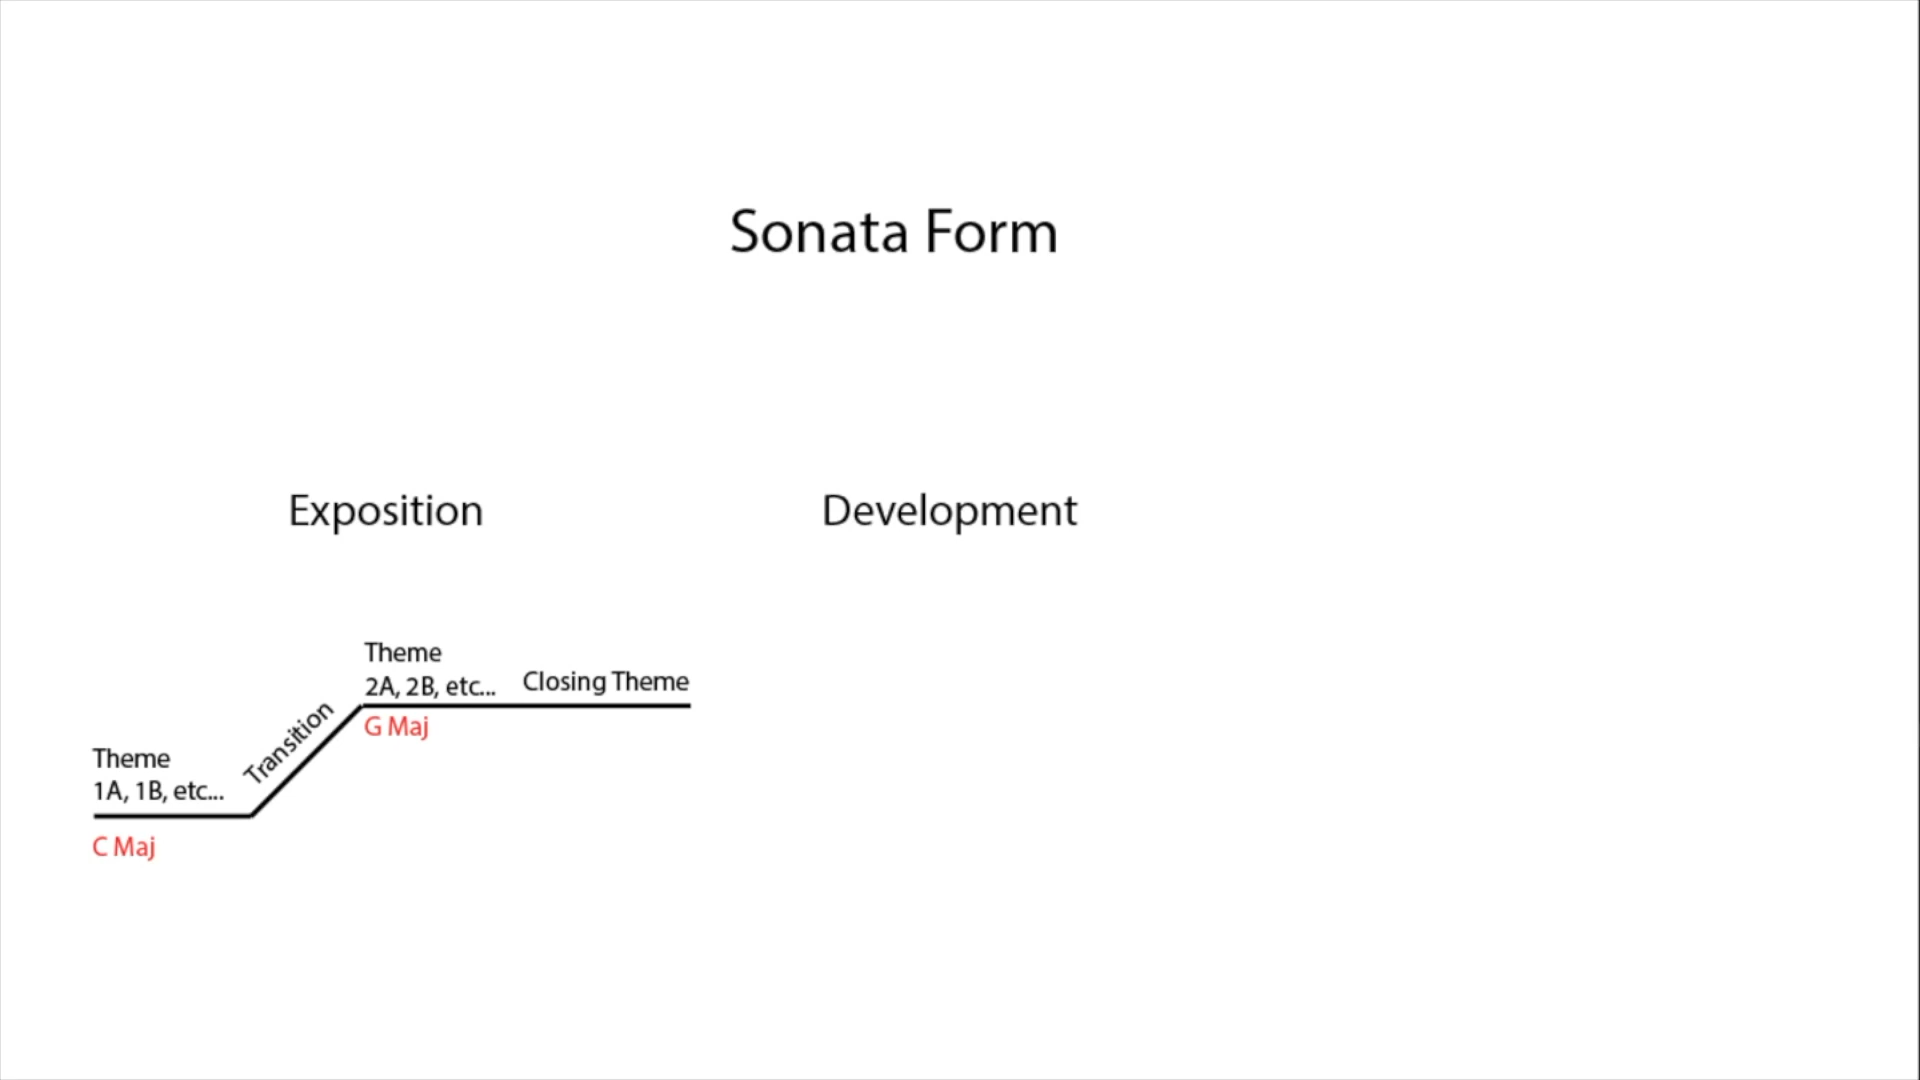 Sonata Form
Exposition
Development
Theme
1A, 1B, etc...
C Maj
Transition
Theme
2A, 2B, etc...
G Maj
Closing Theme